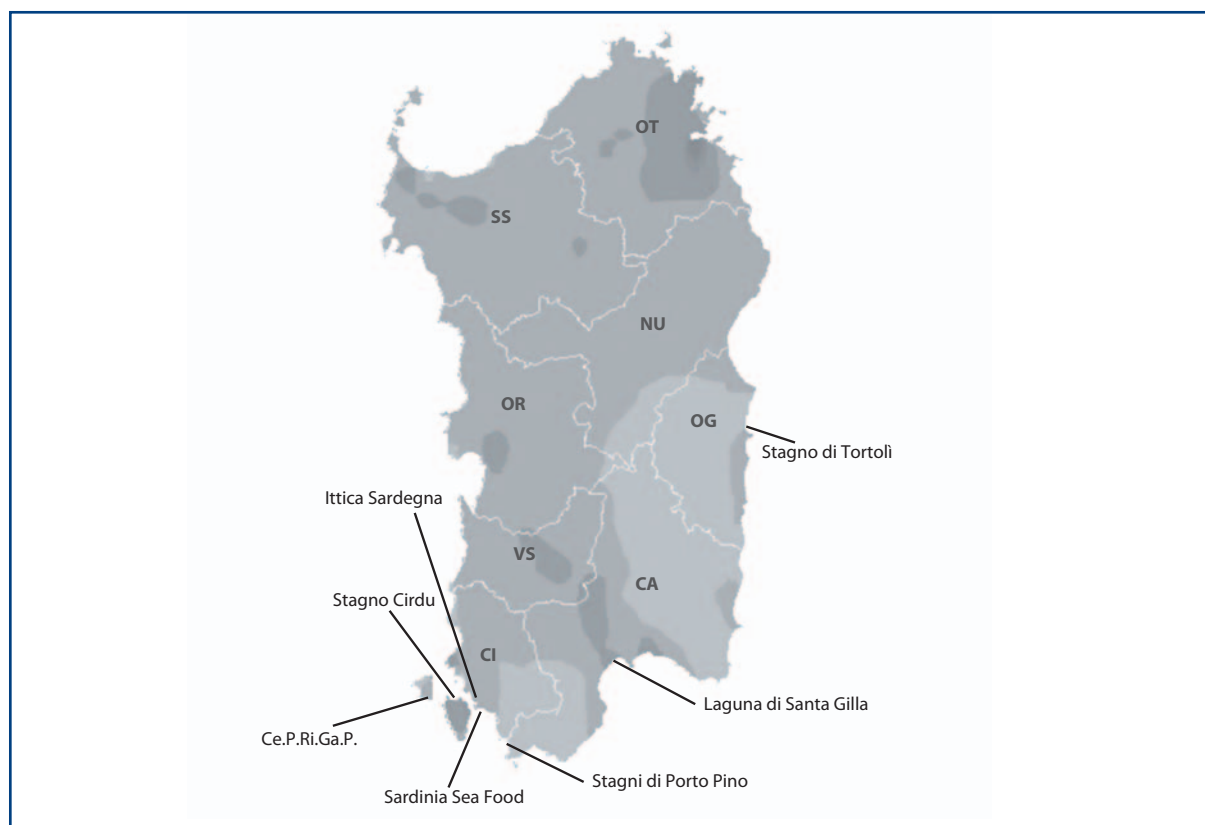 OT
SS
NU
OR
OG
Stagno di Tortolì
Ittica Sardegna
VS
CA
Stagno Cirdu
CI
Laguna di Santa Gilla
Ce.P.Ri.Ga.P.
Stagni di Porto Pino
Sardinia Sea Food